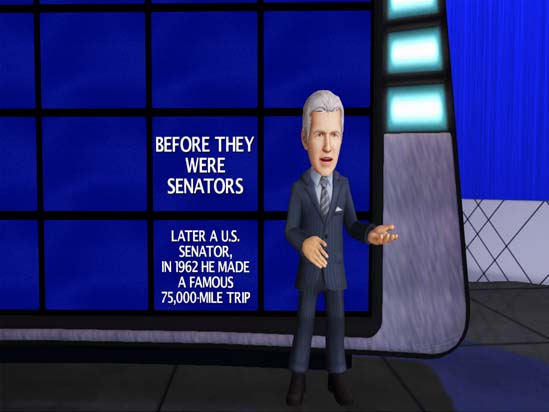 BEFORE THEY
WERE
SENATORS
LATER A U.S.
SENATOR,
IN 1962 HE MADE
A FAMOUS
75,000-MILE TRIP